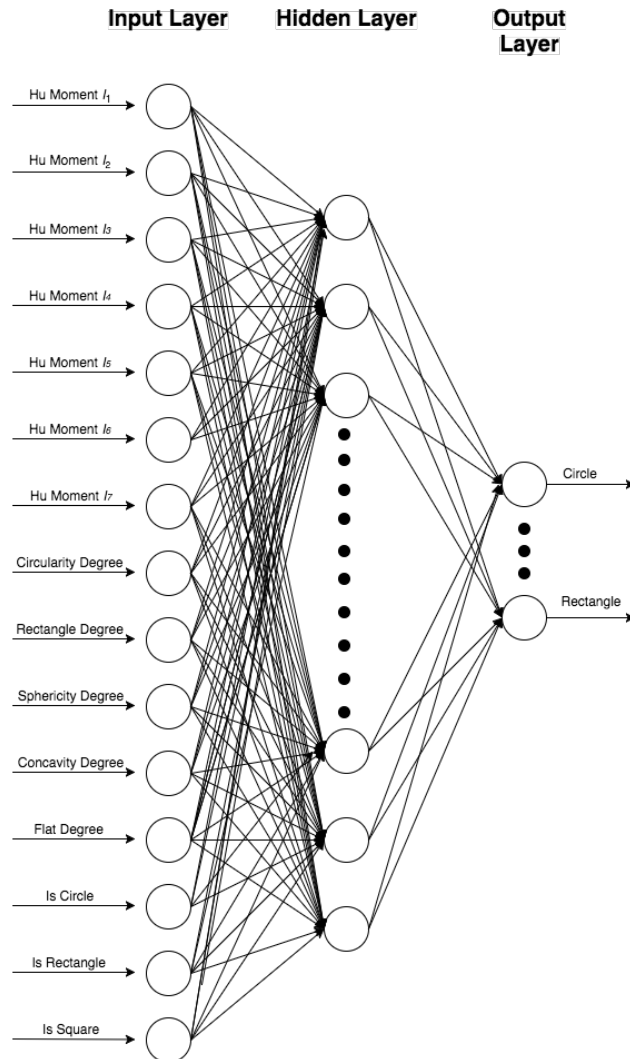 Input Layer
Hidden Layer
Output
Layer
Hu Moment I1
Hu Moment I2
Hu Moment I3
Hu Moment I4
Hu Moment I5
Hu Moment I6
Hu Moment I7
Circularity Degree
Rectangle Degree
Sphericity Degree
Concavity Degree
Flat Degree
Is Circle
Is Rectangle
Is Square
Circle
Rectangle